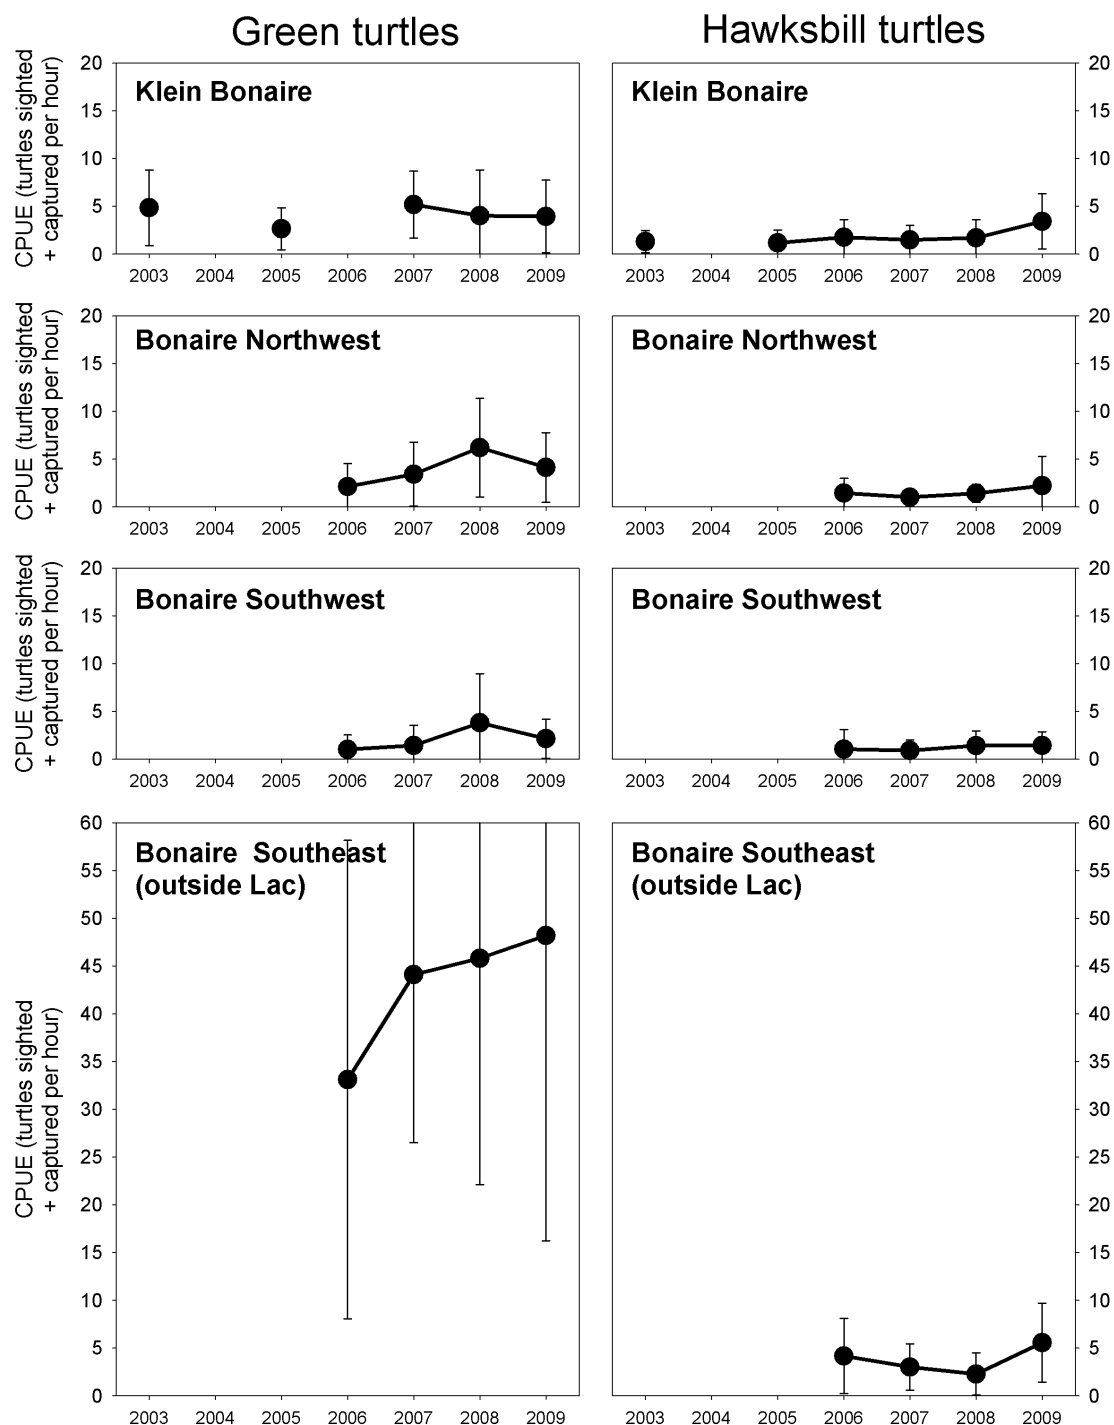 Green turtles
Hawksbill turtles
CPUE (turtles sighted
+ captured per hour)
20
15
10
5
0
Klein Bonaire
2003 2004 2005 2006 2007 2008 2009
Klein Bonaire
20
15
10
5
0
2003 2004 2005 2006 2007 2008 2009
CPUE (turtles sighted
+ captured per hour)
20
15
10
5
0
Bonaire Northwest
2003 2004 2005 2006 2007 2008 2009
Bonaire Northwest
20
15
10
5
0
2003 2004 2005 2006 2007 2008 2009
CPUE (turtles sighted
+ captured per hour)
20
15
10
5
0
Bonaire Southwest
2003 2004 2005 2006 2007 2008 2009
Bonaire Southwest
20
15
10
5
0
2003 2004 2005 2006 2007 2008 2009
CPUE (turtles sighted
+ captured per hour)
60
55
50
45
40
35
30
25
20
15
10
5
0
Bonaire  Southeast
(outside Lac)
2003 2004 2005 2006 2007 2008 2009
Bonaire Southeast
(outside Lac)
60
55
50
45
40
35
30
25
20
15
10
5
0
2003 2004 2005 2006 2007 2008 2009